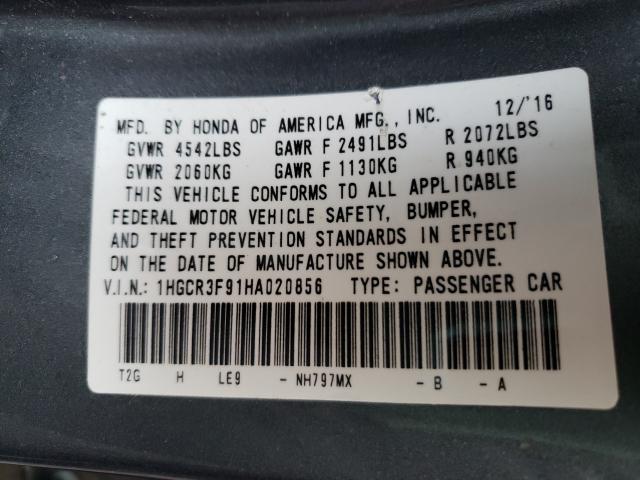 MFD. BY HONDA OF AMERICA MFG., INC. 12/'16
GVWR 4542LBS GAWR F 2491LBS R 2072LBS
GVWR 2060KG GAWR F 1130KG R 940KG
THIS VEHICLE CONFORMS TO ALL APPLICABLE
FEDERAL MOTOR VEHICLE SAFETY, BUMPER,
AND THEFT PREVENTION STANDARDS IN EFFECT
ON THE DATE OF MANUFACTURE SHOWN ABOVE.
V.I.N.: 1HGCR3F91HA020856 TYPE: PASSENGER CAR
T2G H LE9 - NH797MX - B - A